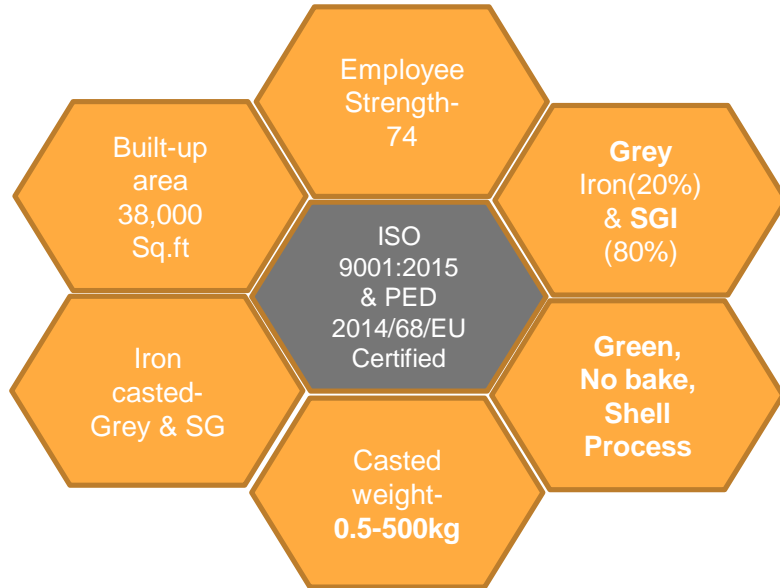 Employee
Strength-
74
Built-up
area
38,000
Sq.ft
Grey
Iron(20%)
& SGI
(80%)
ISO
9001:2015
& PED
2014/68/EU
Certified
Iron
casted-
Grey & SG
Green,
No bake,
Shell
Process
Casted
weight-
0.5-500kg